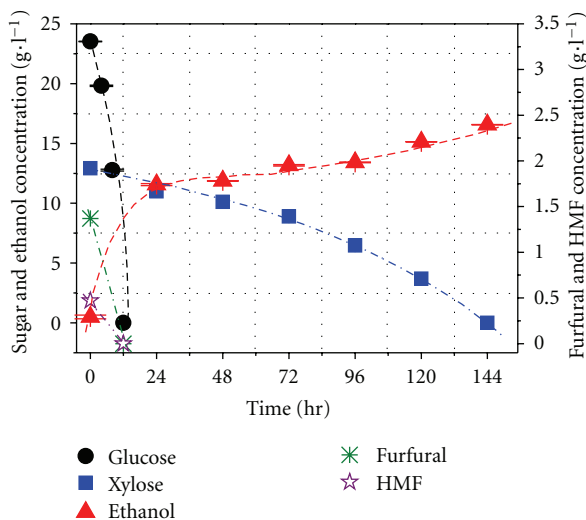 Sugar and ethanol concentration (g·l−1)
25
20
15
10
5
0
3.5
3
2.5
2
1.5
1
0.5
0
Furfural and HMF concentration (g·l−1)
0 24 48 72 96 120 144
Time (hr)
Glucose
Xylose
Ethanol
Furfural
HMF